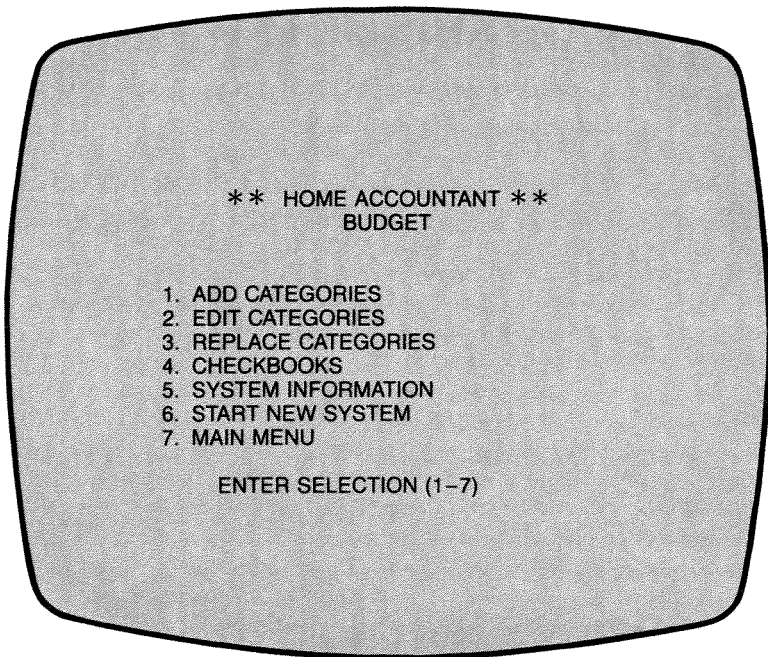 ** HOME ACCOUNTANT **
BUDGET
1. ADD CATEGORIES
2. EDIT CATEGORIES
3. REPLACE CATEGORIES
4. CHECKBOOKS
5. SYSTEM INFORMATION
6. START NEW SYSTEM
7. MAIN MENU
ENTER SELECTION (1–7)